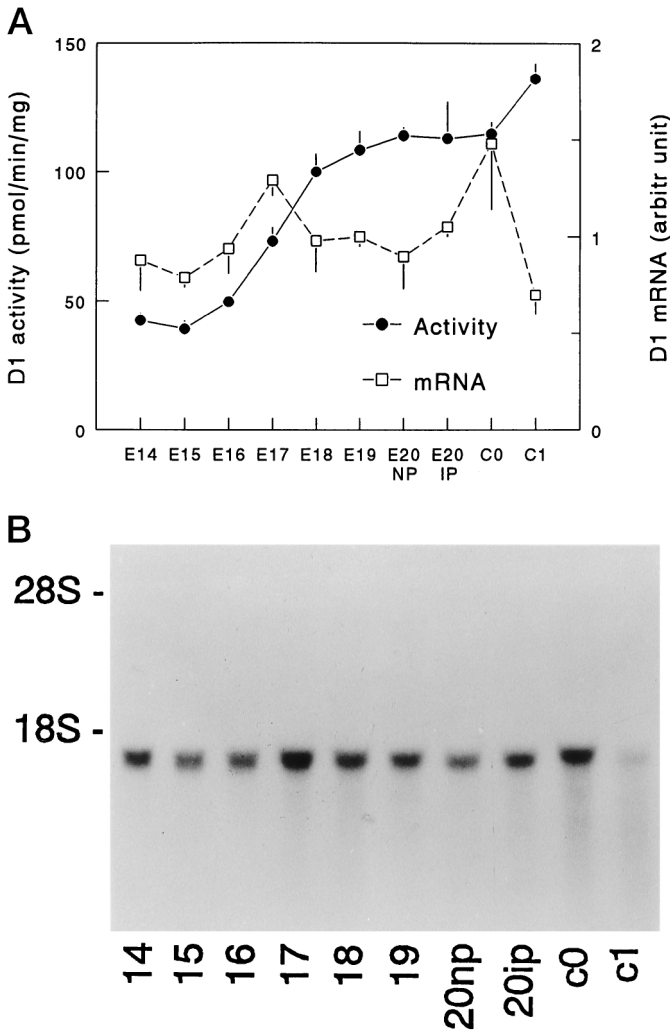 A
150
100
50
0
D1 activity (pmol/min/mg)
2
1
0
D1 mRNA (arbitr unit)
Activity
mRNA
E14 E15 E16 E17 E18 E19 E20 E20 C0 C1
NP IP
B
28S -
18S -
14 15 16 17 18 19 20np 20ip c0 c1